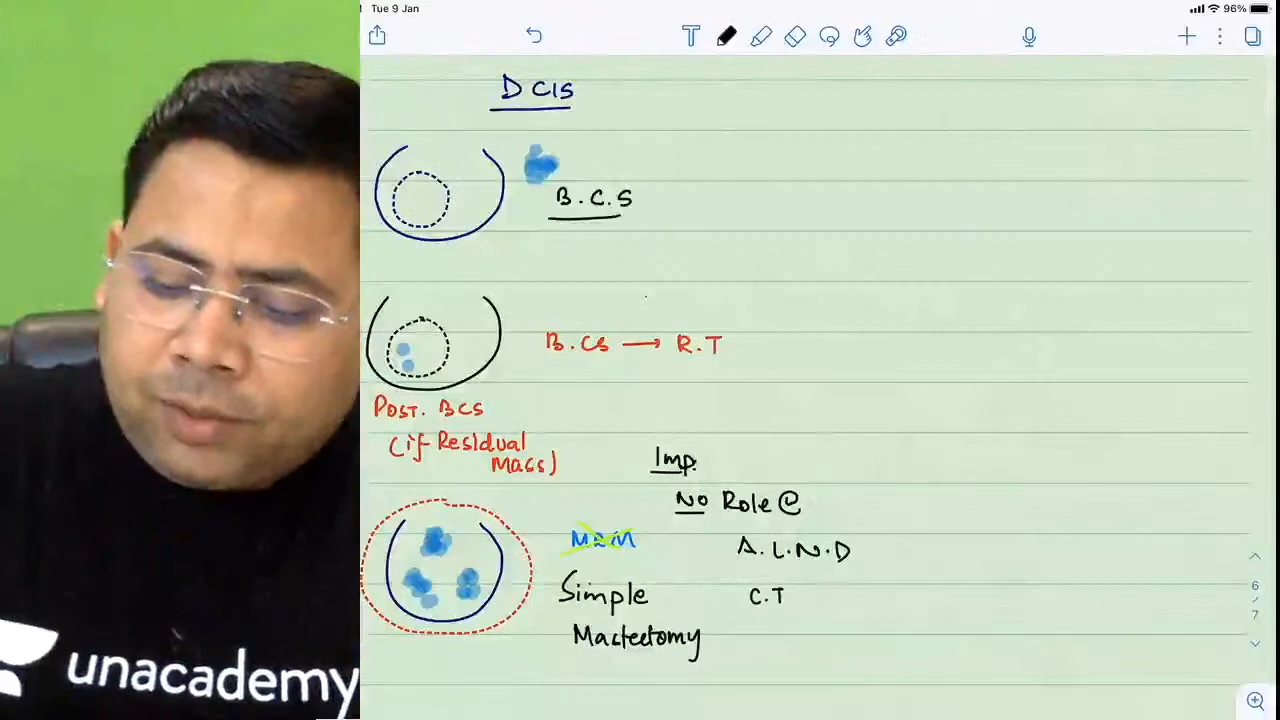 Tue 9 Jan
96%
DCIS
B.C.S
B.CS → R.T
Post. BCS
(if Residual
Mass)
Imp.
No Role @
MRM
A.L.N.D
Simple
C.T
Mastectomy
6
7
unacademy